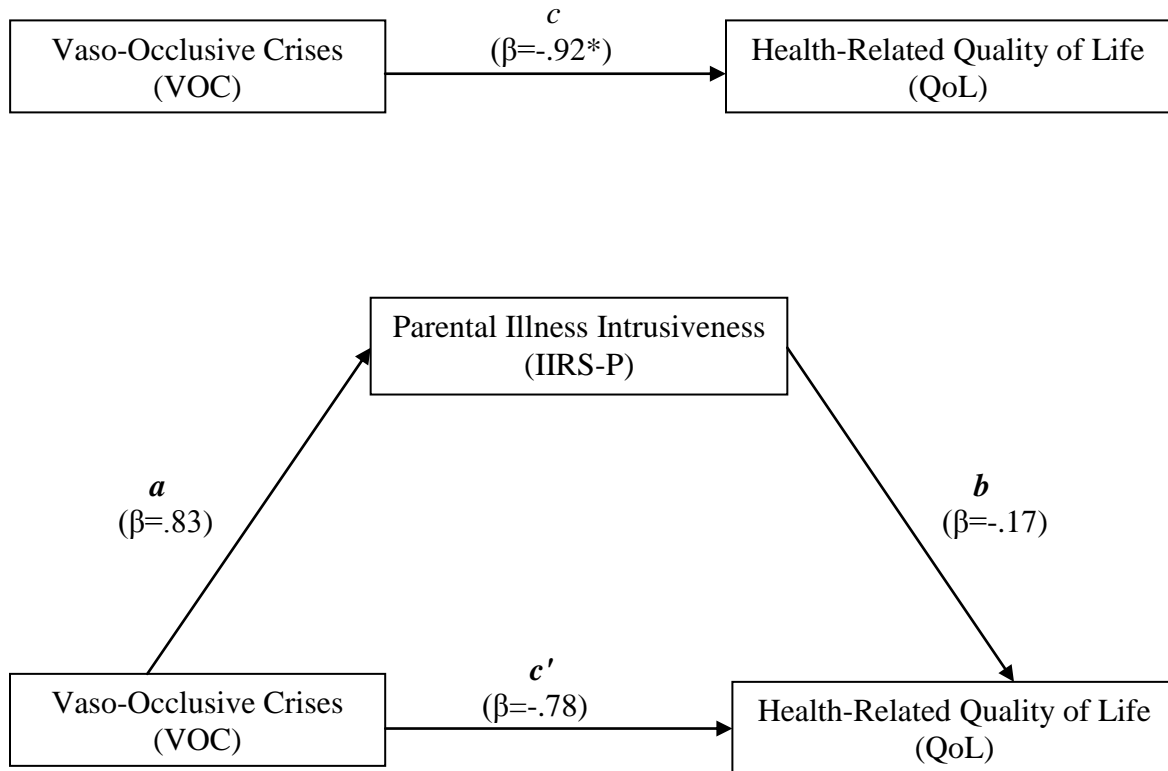 c
(β=-.92*)
Vaso-Occlusive Crises
(VOC)
Health-Related Quality of Life
(QoL)
Parental Illness Intrusiveness
(IIRS-P)
a
(β=.83)
b
(β=-.17)
Vaso-Occlusive Crises
(VOC)
c'
(β=-.78)
Health-Related Quality of Life
(QoL)